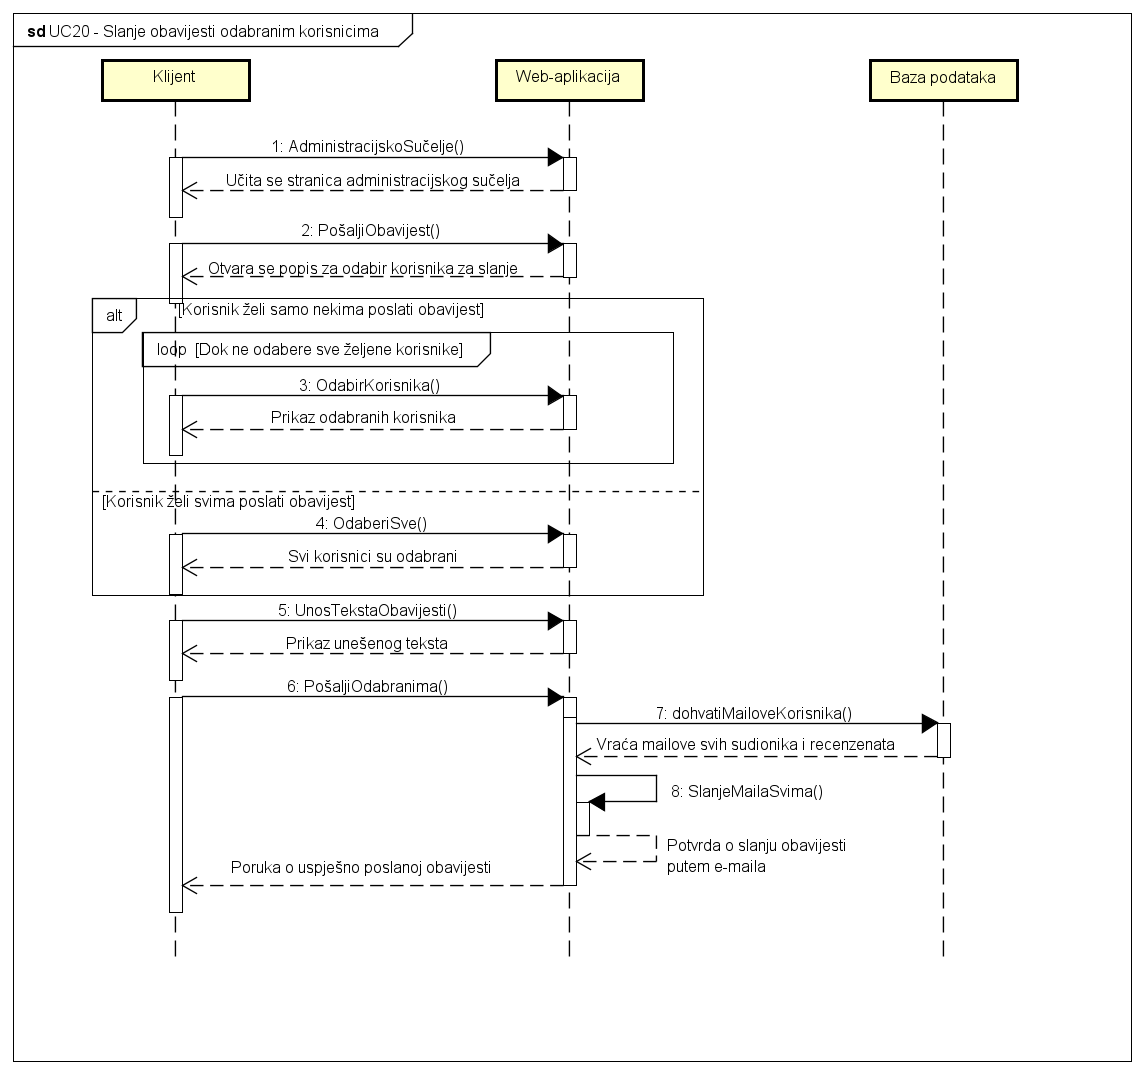 sd UC20 - Slanje obavijesti odabranim korisnicima
Klijent
Web-aplikacija
Baza podataka
1: AdministracijskoSučelje()
Učita se stranica administracijskog sučelja
2: PošaljiObavijest()
Otvara se popis za odabir korisnika za slanje
alt
[Korisnik želi samo nekima poslati obavijest]
loop [Dok ne odabere sve željene korisnike]
3: OdabirKorisnika()
Prikaz odabranih korisnika
[Korisnik želi svima poslati obavijest]
4: OdaberiSve()
Svi korisnici su odabrani
5: UnosTekstaObavijesti()
Prikaz unešenog teksta
6: PošaljiOdabranima()
7: dohvatiMailoveKorisnika()
Vraća mailove svih sudionika i recenzenata
8: SlanjeMailaSvima()
Potvrda o slanju obavijesti
putem e-maila
Poruka o uspješno poslanoj obavijesti